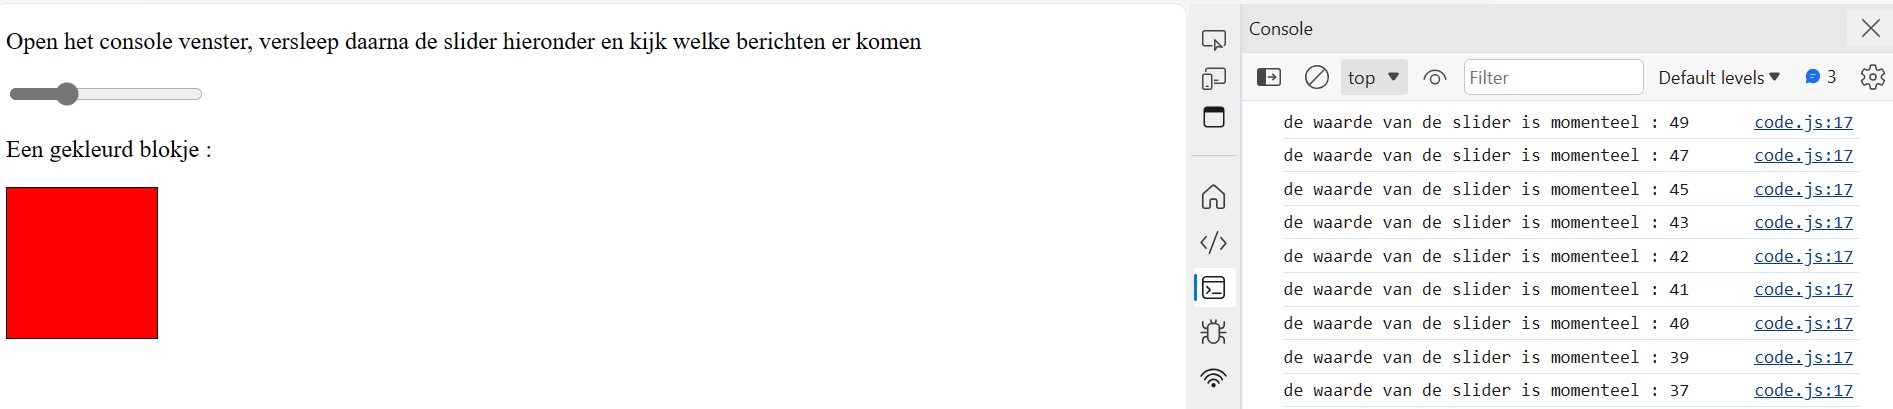 Open het console venster, versleep daarna de slider hieronder en kijk welke berichten er komen
Een gekleurd blokje :
Console
top
Filter
Default levels
3
de waarde van de slider is momenteel : 49 code.js:17
de waarde van de slider is momenteel : 47 code.js:17
de waarde van de slider is momenteel : 45 code.js:17
de waarde van de slider is momenteel : 43 code.js:17
de waarde van de slider is momenteel : 42 code.js:17
de waarde van de slider is momenteel : 41 code.js:17
de waarde van de slider is momenteel : 40 code.js:17
de waarde van de slider is momenteel : 39 code.js:17
de waarde van de slider is momenteel : 37 code.js:17